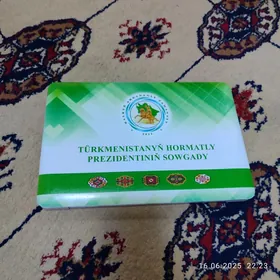 TÜRKMENISTANYŇ HORMATLY
PREZIDENTINIŇ SOWGADY
16.06.2025 22:23